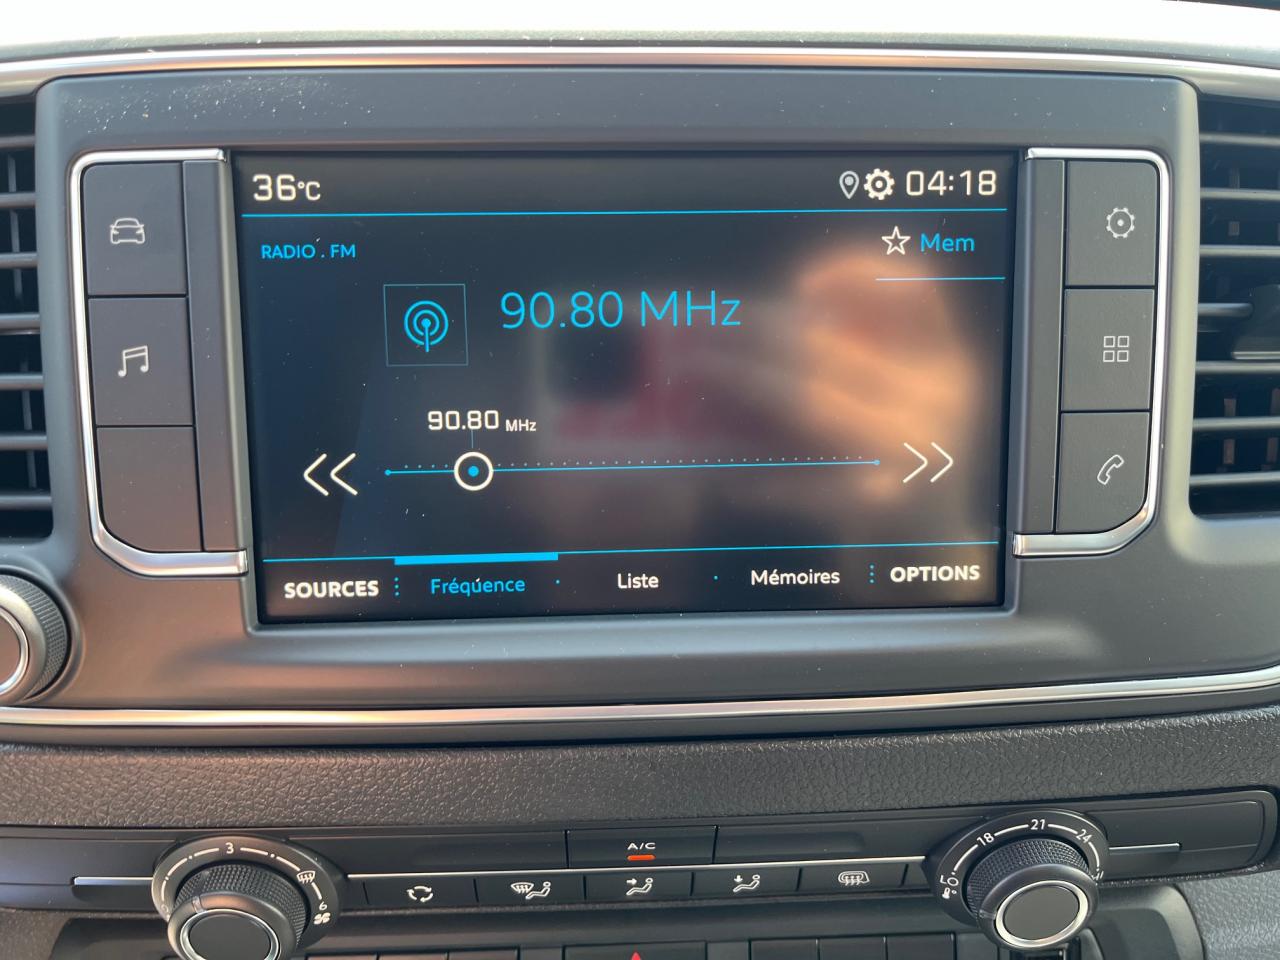 36°C 04:18
RADIO . FM
Mem
90.80 MHz
90.80 MHz
SOURCES Fréquence Liste Mémoires OPTIONS
A/C
3
6
18 21 24
LO